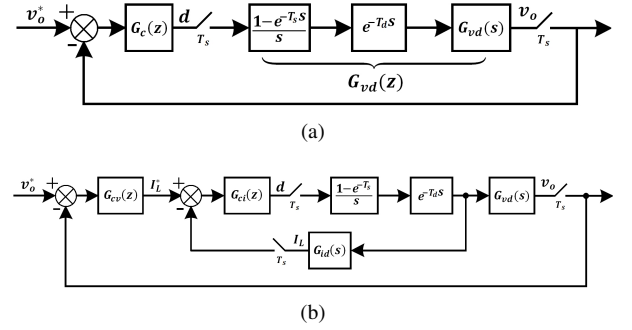 v_o^* + - G_c(z) d T_s (1-e^{-T_s s})/s e^{-T_d s} G_{vd}(s) v_o T_s
G_{vd}(z)
(a)
v_o^* + - G_{cv}(z) I_L^* + - G_{ci}(z) d T_s (1-e^{-T_s})/s e^{-T_d s} G_{vd}(s) v_o T_s
T_s I_L G_{id}(s)
(b)